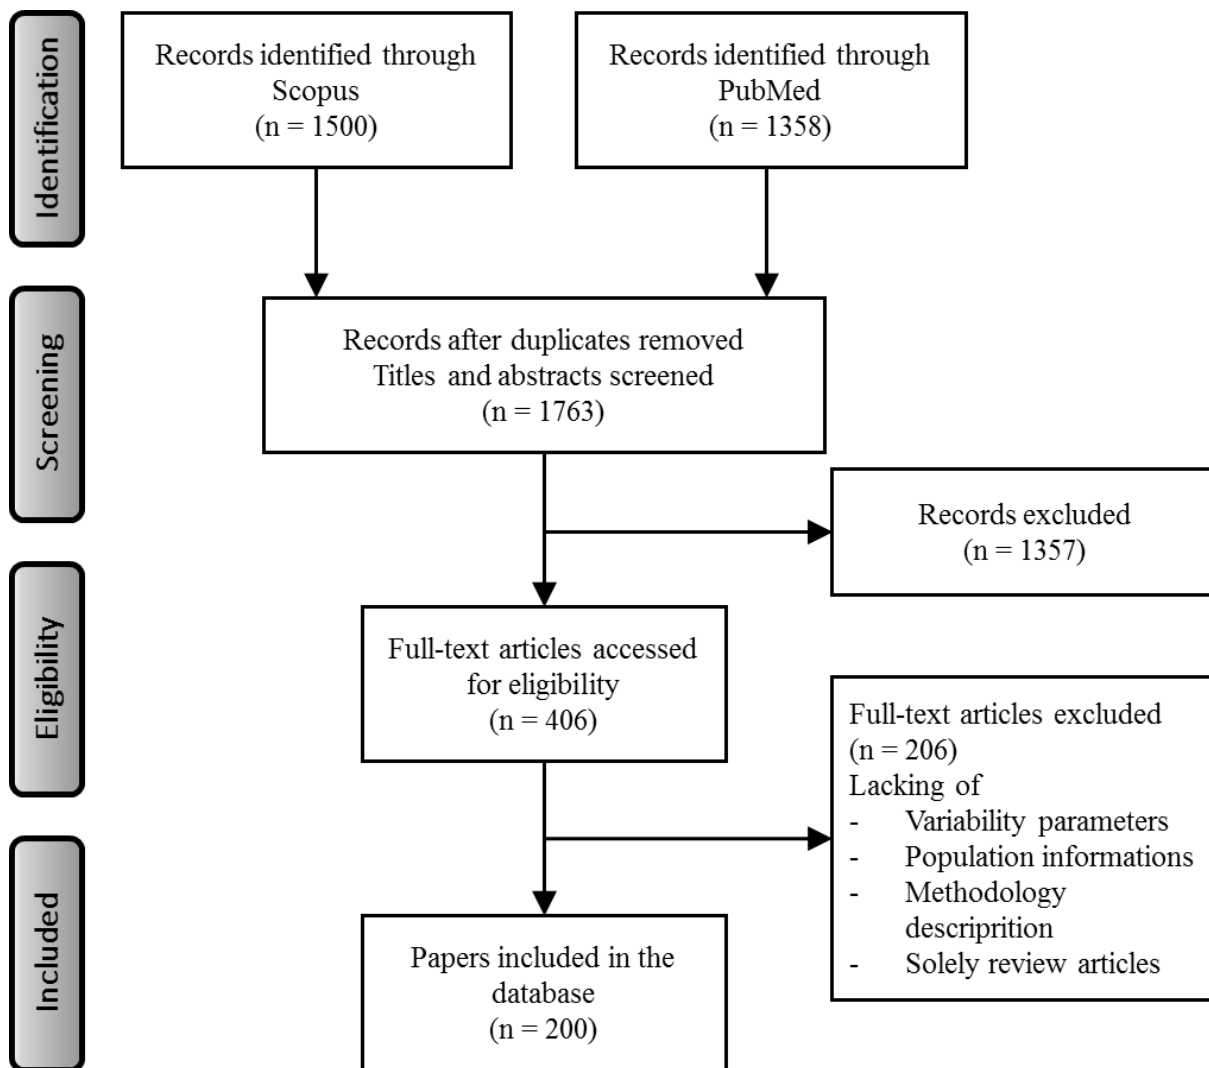 Identification
Records identified through
Scopus
(n = 1500)
Records identified through
PubMed
(n = 1358)
Screening
Records after duplicates removed
Titles and abstracts screened
(n = 1763)
Records excluded
(n = 1357)
Eligibility
Full-text articles accessed
for eligibility
(n = 406)
Full-text articles excluded
(n = 206)
Lacking of
- Variability parameters
- Population informations
- Methodology
descriprition
- Solely review articles
Included
Papers included in the
database
(n = 200)